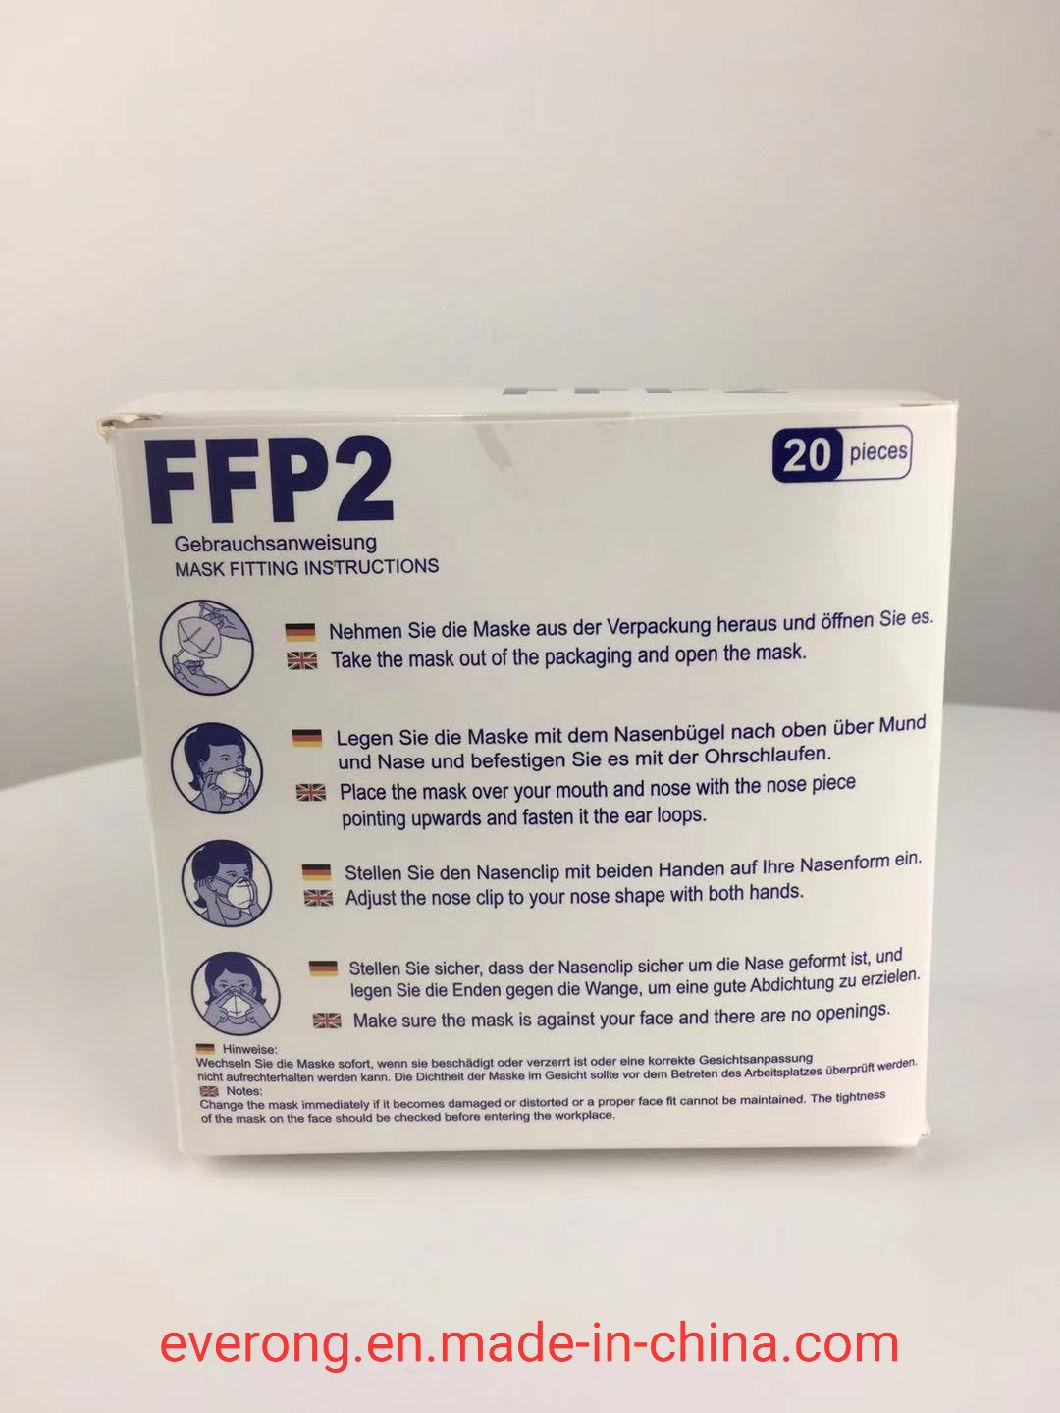 FFP2
20 pieces
Gebrauchsanweisung
MASK FITTING INSTRUCTIONS
Nehmen Sie die Maske aus der Verpackung heraus und öffnen Sie es.
Take the mask out of the packaging and open the mask.
Legen Sie die Maske mit dem Nasenbügel nach oben über Mund
und Nase und befestigen Sie es mit der Ohrschlaufen.
Place the mask over your mouth and nose with the nose piece
pointing upwards and fasten it the ear loops.
Stellen Sie den Nasenclip mit beiden Handen auf Ihre Nasenform ein.
Adjust the nose clip to your nose shape with both hands.
Stellen Sie sicher, dass der Nasenclip sicher um die Nase geformt ist, und
legen Sie die Enden gegen die Wange, um eine gute Abdichtung zu erzielen.
Make sure the mask is against your face and there are no openings.
Hinweise:
Wechseln Sie die Maske sofort, wenn sie beschädigt oder verzerrt ist oder eine korrekte Gesichtsanpassung
nicht aufrechterhalten werden kann. Die Dichtheit der Maske im Gesicht sollte vor dem Betreten des Arbeitsplatzes überprüft werden.
Notes:
Change the mask immediately if it becomes damaged or distorted or a proper face fit cannot be maintained. The tightness
of the mask on the face should be checked before entering the workplace.
everong.en.made-in-china.com